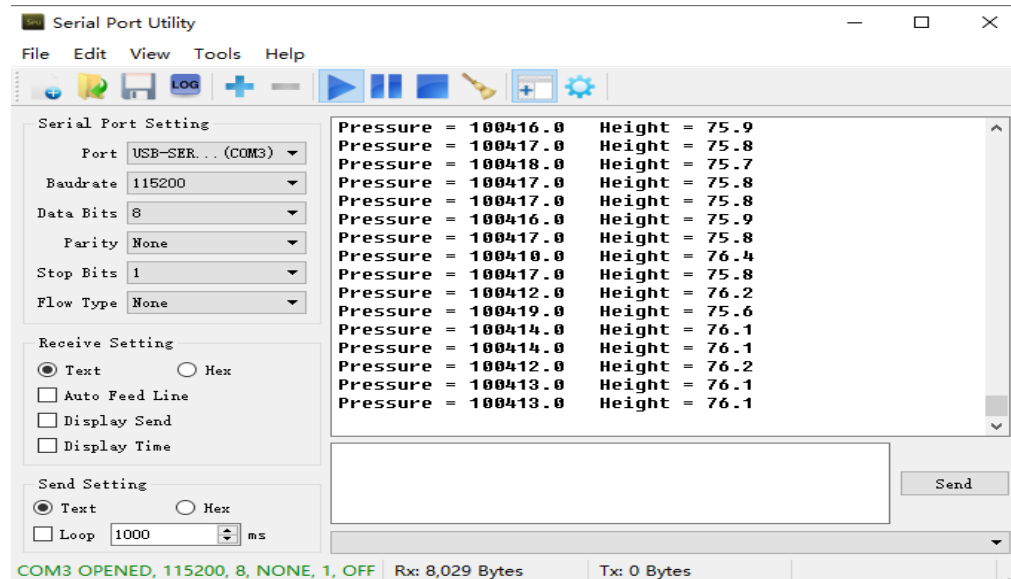 Serial Port Utility
File Edit View Tools Help
LOG
Serial Port Setting
Port USB-SER...(COM3)
Baudrate 115200
Data Bits 8
Parity None
Stop Bits 1
Flow Type None
Receive Setting
Text Hex
Auto Feed Line
Display Send
Display Time
Send Setting
Text Hex
Loop 1000 ms
Pressure = 100416.0 Height = 75.9
Pressure = 100417.0 Height = 75.8
Pressure = 100418.0 Height = 75.7
Pressure = 100417.0 Height = 75.8
Pressure = 100417.0 Height = 75.8
Pressure = 100416.0 Height = 75.9
Pressure = 100417.0 Height = 75.8
Pressure = 100410.0 Height = 76.4
Pressure = 100417.0 Height = 75.8
Pressure = 100412.0 Height = 76.2
Pressure = 100419.0 Height = 75.6
Pressure = 100414.0 Height = 76.1
Pressure = 100414.0 Height = 76.1
Pressure = 100412.0 Height = 76.2
Pressure = 100413.0 Height = 76.1
Pressure = 100413.0 Height = 76.1
Send
COM3 OPENED, 115200, 8, NONE, 1, OFF Rx: 8,029 Bytes Tx: 0 Bytes